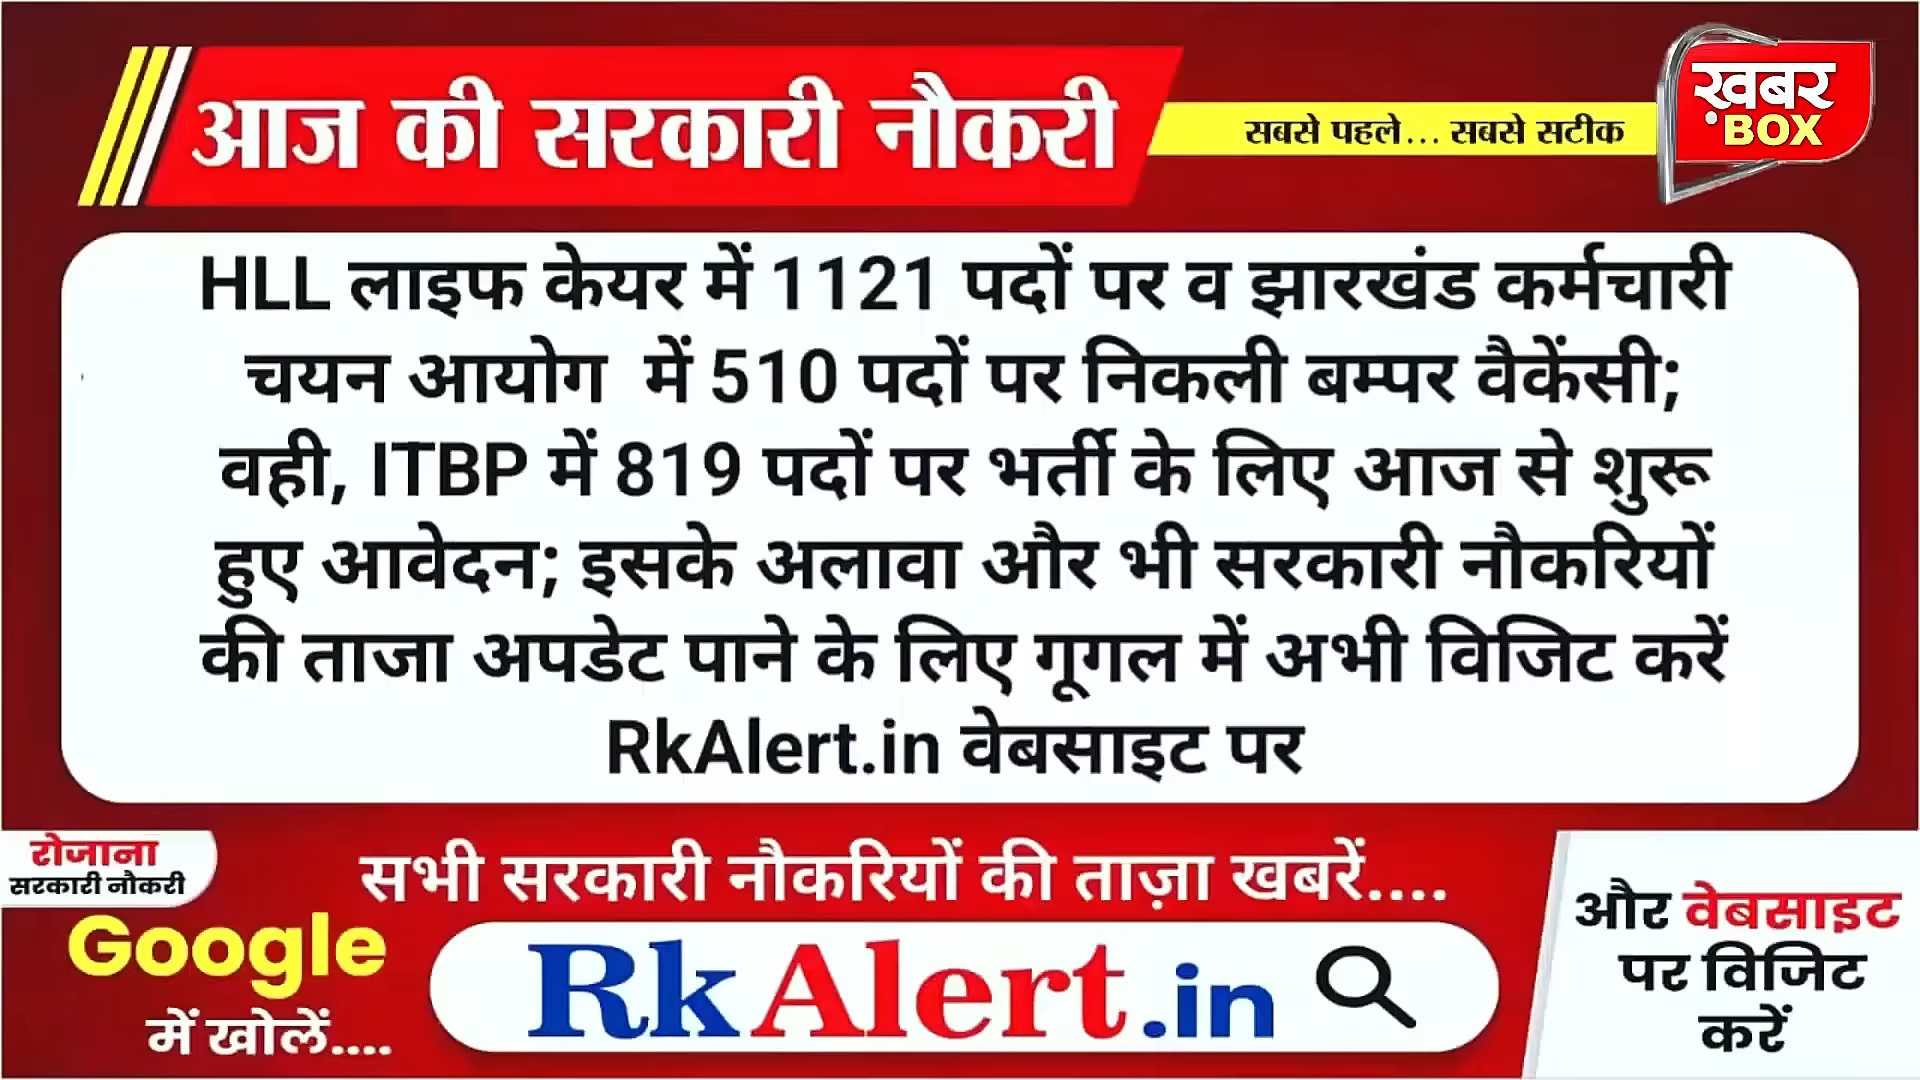 आज की सरकारी नौकरी
सबसे पहले... सबसे सटीक
ख़बर
BOX
HLL लाइफ केयर में 1121 पदों पर व झारखंड कर्मचारी
चयन आयोग में 510 पदों पर निकली बम्पर वैकेंसी;
वही, ITBP में 819 पदों पर भर्ती के लिए आज से शुरू
हुए आवेदन; इसके अलावा और भी सरकारी नौकरियों
की ताजा अपडेट पाने के लिए गूगल में अभी विजिट करें
RkAlert.in वेबसाइट पर
रोजाना
सरकारी नौकरी
Google
में खोलें....
सभी सरकारी नौकरियों की ताज़ा खबरें....
RkAlert.in
और वेबसाइट
पर विजिट
करें